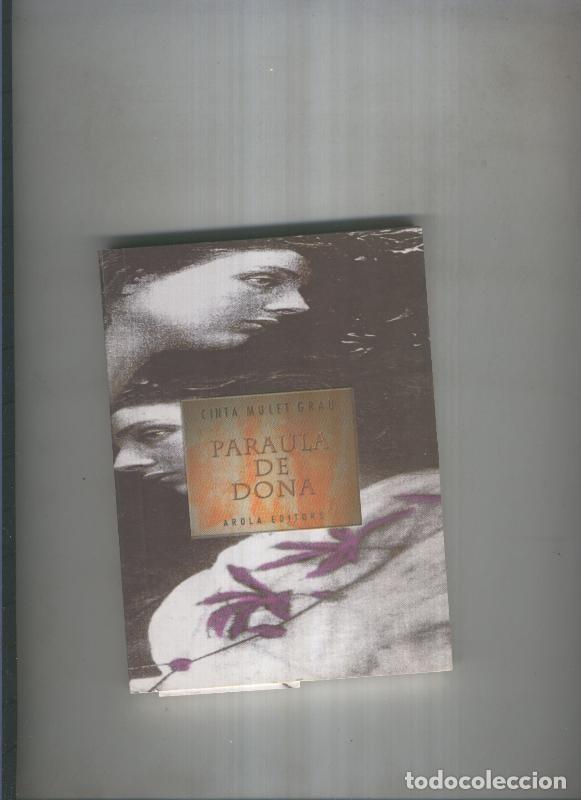 CINTA MULET GRAU
PARAULA
DE
DONA
AROLA EDITORS
todocoleccion